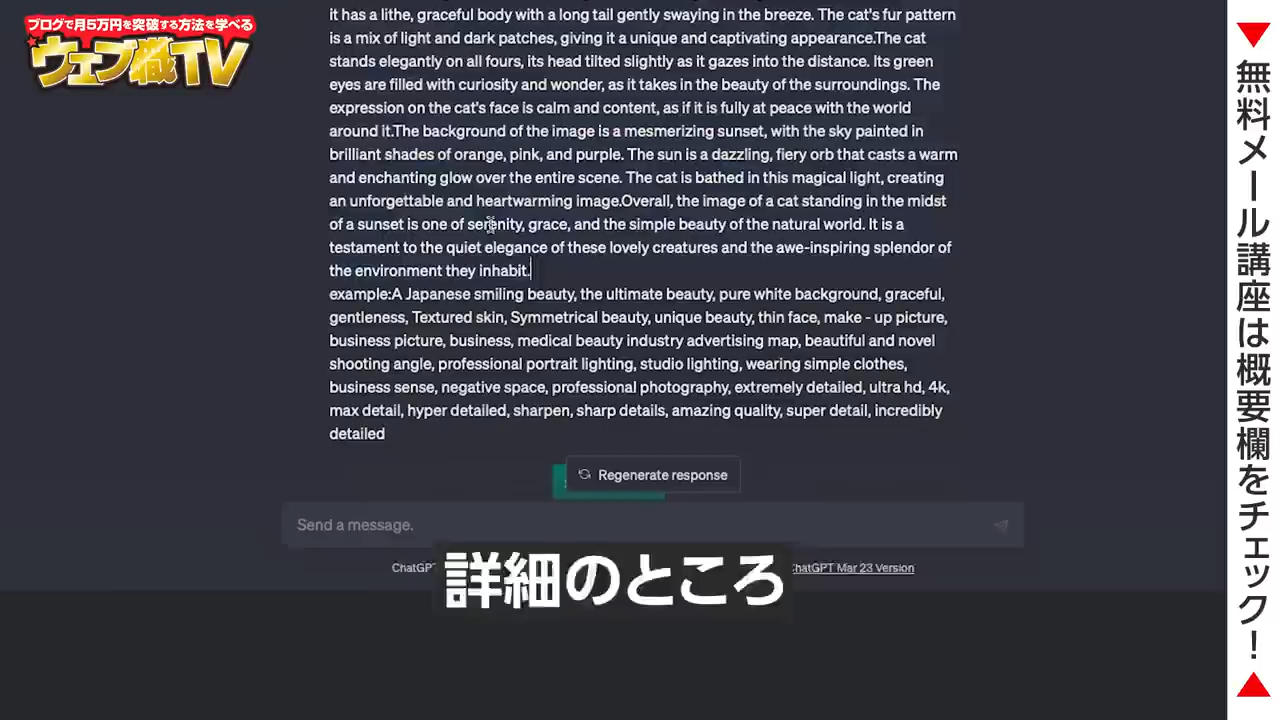 ブログで月5万円を突破する方法を学べる
ウェブ職TV
it has a lithe, graceful body with a long tail gently swaying in the breeze. The cat's fur pattern
is a mix of light and dark patches, giving it a unique and captivating appearance.The cat
stands elegantly on all fours, its head tilted slightly as it gazes into the distance. Its green
eyes are filled with curiosity and wonder, as it takes in the beauty of the surroundings. The
expression on the cat's face is calm and content, as if it is fully at peace with the world
around it.The background of the image is a mesmerizing sunset, with the sky painted in
brilliant shades of orange, pink, and purple. The sun is a dazzling, fiery orb that casts a warm
and enchanting glow over the entire scene. The cat is bathed in this magical light, creating
an unforgettable and heartwarming image.Overall, the image of a cat standing in the midst
of a sunset is one of serenity, grace, and the simple beauty of the natural world. It is a
testament to the quiet elegance of these lovely creatures and the awe-inspiring splendor of
the environment they inhabit.
example:A Japanese smiling beauty, the ultimate beauty, pure white background, graceful,
gentleness, Textured skin, Symmetrical beauty, unique beauty, thin face, make - up picture,
business picture, business, medical beauty industry advertising map, beautiful and novel
shooting angle, professional portrait lighting, studio lighting, wearing simple clothes,
business sense, negative space, professional photography, extremely detailed, ultra hd, 4k,
max detail, hyper detailed, sharpen, sharp details, amazing quality, super detail, incredibly
detailed
Regenerate response
Send a message.
ChatGPT Mar 23 Version
詳細のところ
無料メール講座は概要欄をチェック！